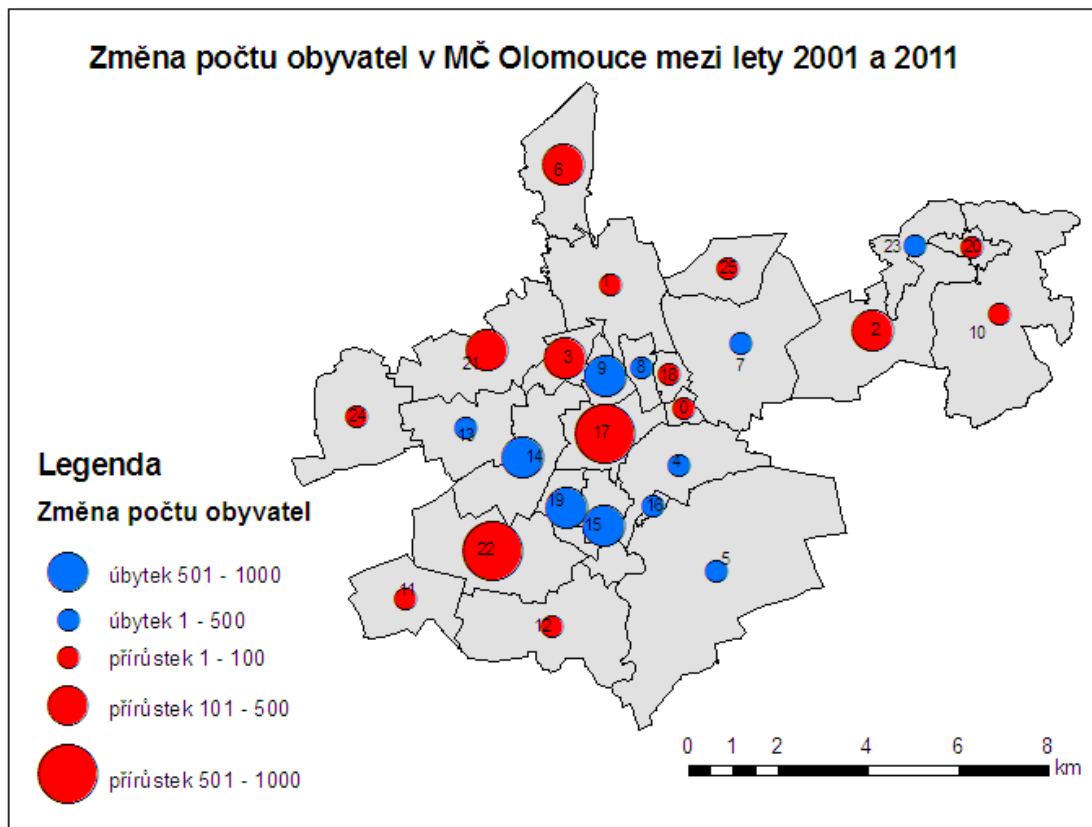 Změna počtu obyvatel v MČ Olomouce mezi lety 2001 a 2011
6
23
20
25
1
10
2
3
21
9
8
18
7
0
24
13
17
14
4
19
16
15
22
5
11
12
Legenda
Změna počtu obyvatel
úbytek 501 - 1000
úbytek 1 - 500
přírůstek 1 - 100
přírůstek 101 - 500
přírůstek 501 - 1000
0 1 2 4 6 8
km